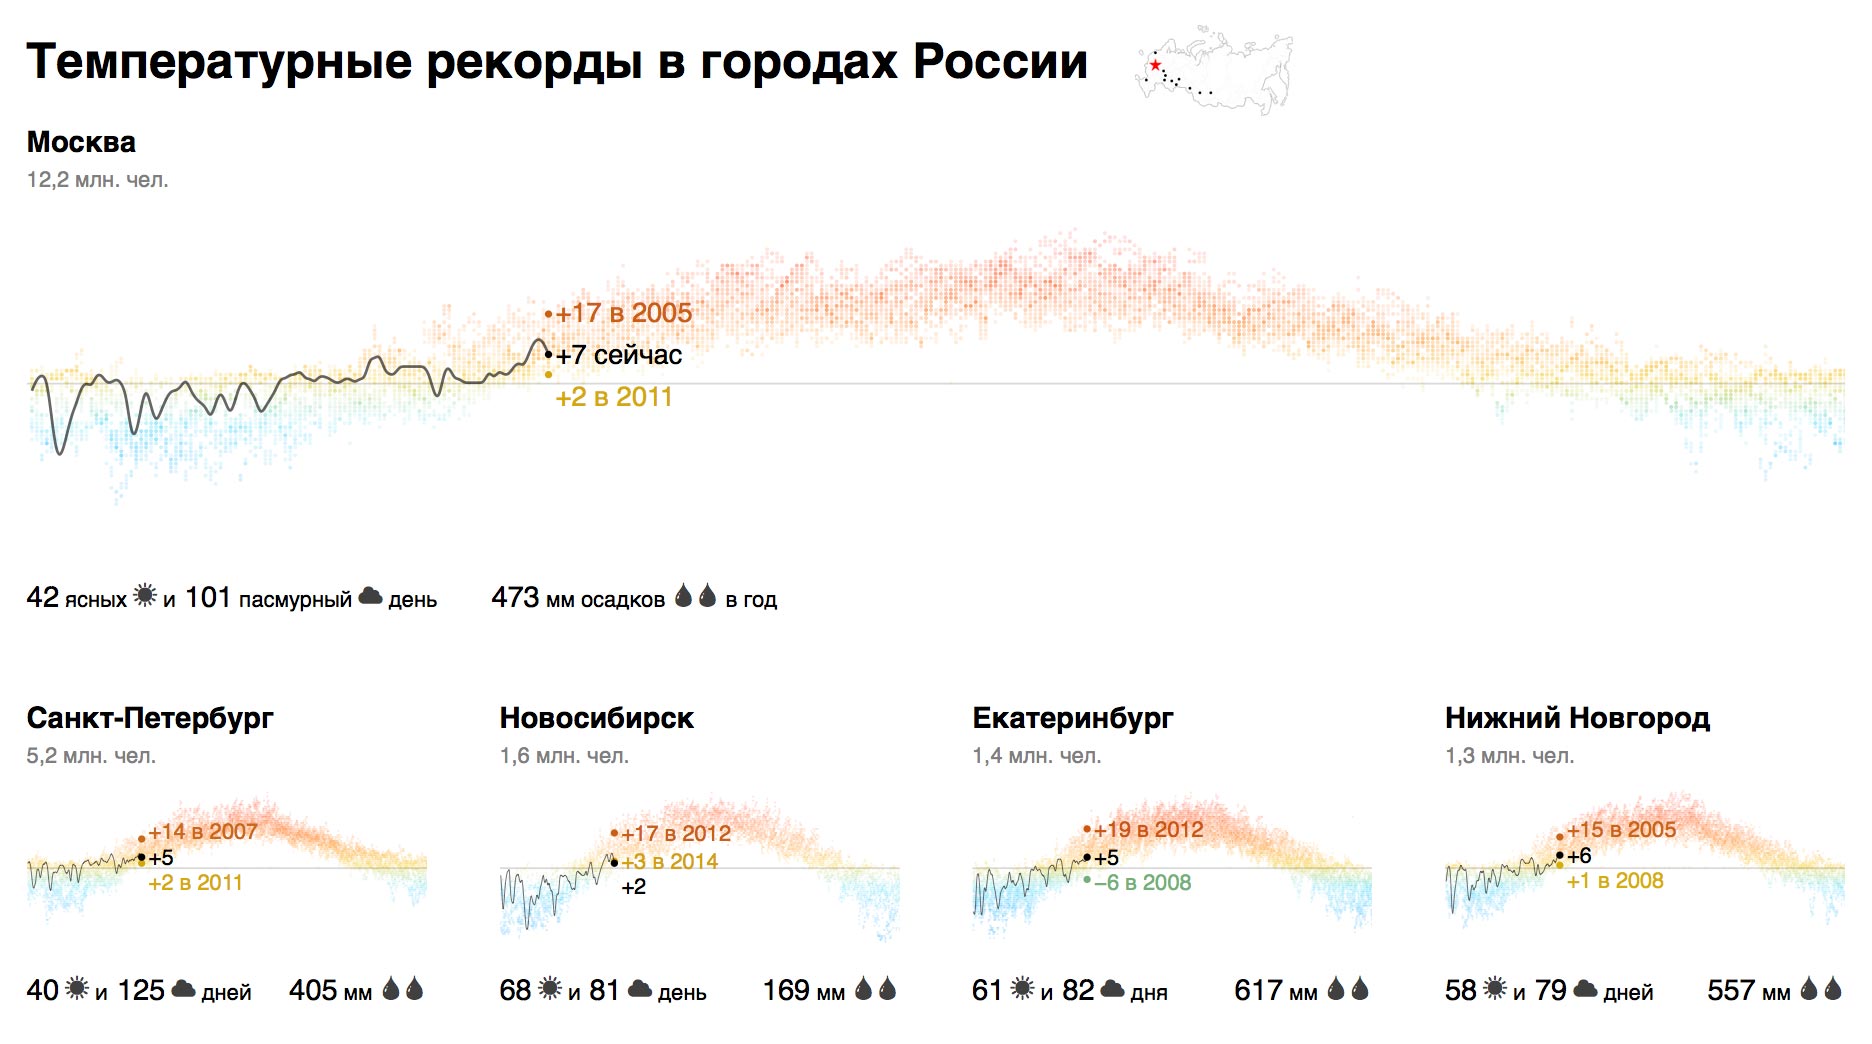 Температурные рекорды в городах России
Москва
12,2 млн. чел.
+17 в 2005
+7 сейчас
+2 в 2011
42 ясных и 101 пасмурный день
473 мм осадков в год
Санкт-Петербург
5,2 млн. чел.
+14 в 2007
+5
+2 в 2011
40 и 125 дней
405 мм
Новосибирск
1,6 млн. чел.
+17 в 2012
+3 в 2014
+2
68 и 81 день
169 мм
Екатеринбург
1,4 млн. чел.
+19 в 2012
+5
−6 в 2008
61 и 82 дня
617 мм
Нижний Новгород
1,3 млн. чел.
+15 в 2005
+6
+1 в 2008
58 и 79 дней
557 мм